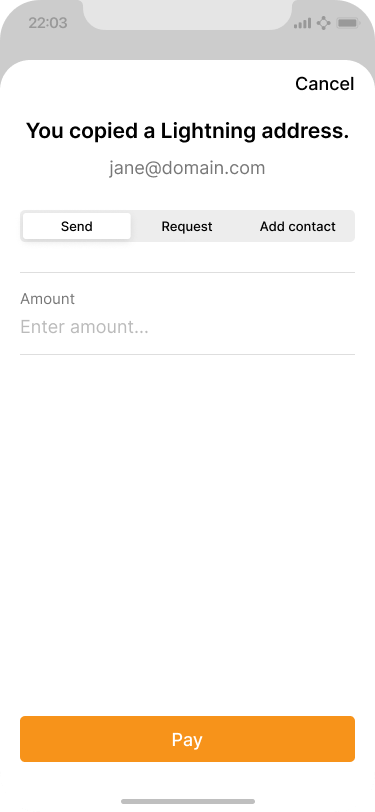 22:03
Cancel
You copied a Lightning address.
jane@domain.com
Send Request Add contact
Amount
Enter amount...
Pay